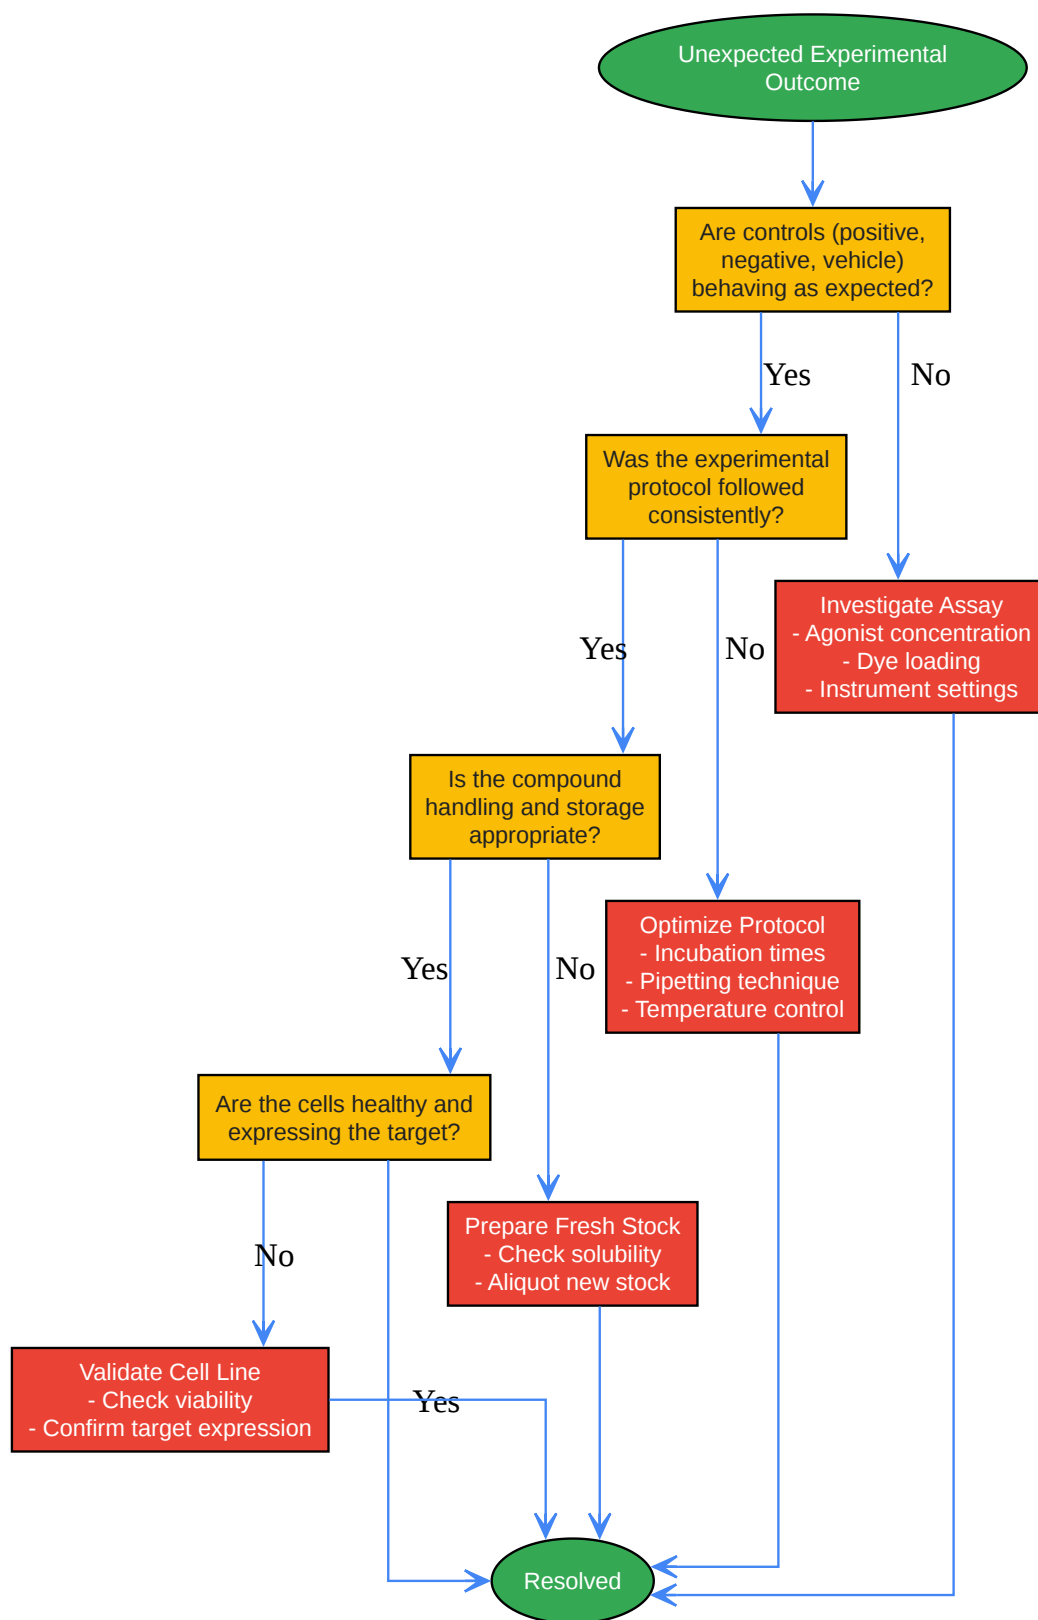 Unexpected Experimental
Outcome
Are controls (positive,
negative, vehicle)
behaving as expected?
Yes
No
Was the experimental
protocol followed
consistently?
Investigate Assay
- Agonist concentration
- Dye loading
- Instrument settings
Yes
No
Is the compound
handling and storage
appropriate?
Optimize Protocol
- Incubation times
- Pipetting technique
- Temperature control
Yes
No
Are the cells healthy and
expressing the target?
Prepare Fresh Stock
- Check solubility
- Aliquot new stock
No
Validate Cell Line
- Check viability
- Confirm target expression
Yes
Resolved